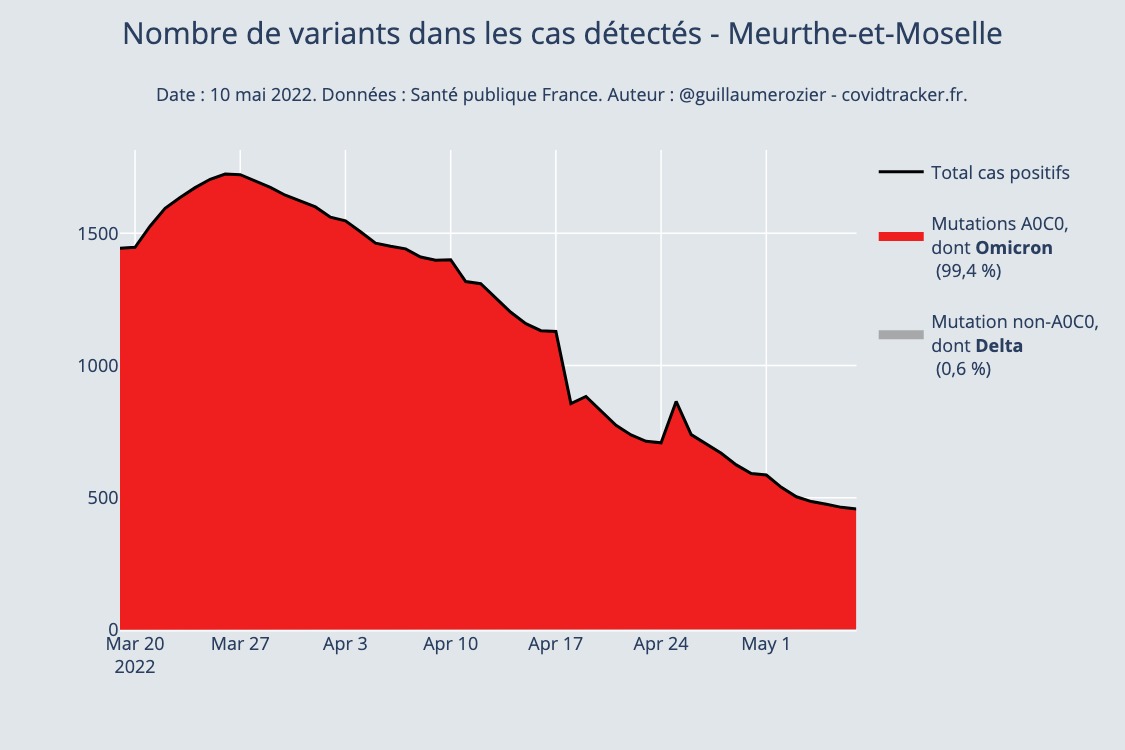 Nombre de variants dans les cas détectés - Meurthe-et-Moselle
Date : 10 mai 2022. Données : Santé publique France. Auteur : @guillaumerozier - covidtracker.fr.
Total cas positifs
Mutations A0C0,
dont Omicron
(99,4 %)
Mutation non-A0C0,
dont Delta
(0,6 %)
1500
1000
500
0
Mar 20 Mar 27 Apr 3 Apr 10 Apr 17 Apr 24 May 1
2022